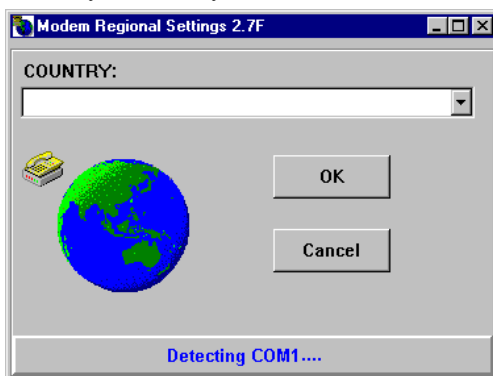 Modem Regional Settings 2.7F
COUNTRY:
OK
Cancel
Detecting COM1....